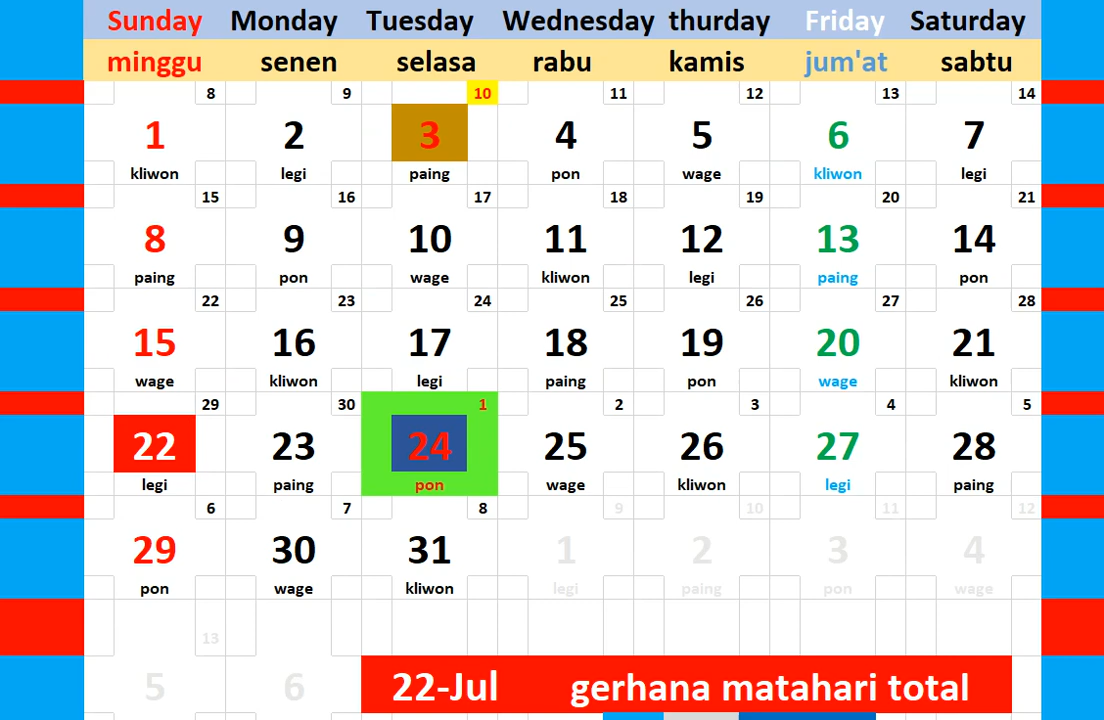 Sunday Monday Tuesday Wednesday thurday Friday Saturday
minggu senen selasa rabu kamis jum'at sabtu
8 9 10 11 12 13 14
1 2 3 4 5 6 7
kliwon legi paing pon wage kliwon legi
15 16 17 18 19 20 21
8 9 10 11 12 13 14
paing pon wage kliwon legi paing pon
22 23 24 25 26 27 28
15 16 17 18 19 20 21
wage kliwon legi paing pon wage kliwon
29 30 1 2 3 4 5
22 23 24 25 26 27 28
legi paing pon wage kliwon legi paing
6 7 8 9 10 11 12
29 30 31 1 2 3 4
pon wage kliwon legi paing pon wage
13
5 6 22-Jul gerhana matahari total